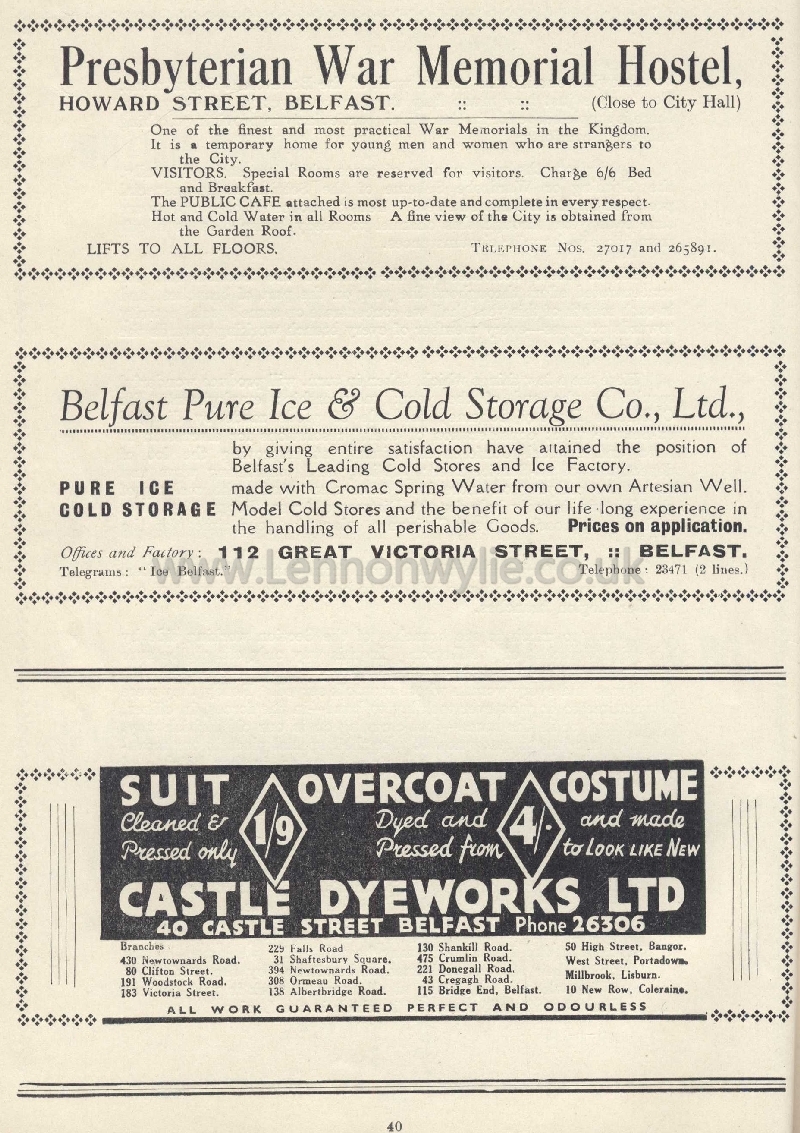 Presbyterian War Memorial Hostel,
HOWARD STREET, BELFAST. :: :: (Close to City Hall)
One of the finest and most practical War Memorials in the Kingdom.
It is a temporary home for young men and women who are strangers to
the City.
VISITORS. Special Rooms are reserved for visitors. Charge 6/6 Bed
and Breakfast.
The PUBLIC CAFE attached is most up-to-date and complete in every respect.
Hot and Cold Water in all Rooms A fine view of the City is obtained from
the Garden Roof.
LIFTS TO ALL FLOORS. TELEPHONE NOS. 27017 and 265891.
Belfast Pure Ice & Cold Storage Co., Ltd.,
by giving entire satisfaction have attained the position of
Belfast's Leading Cold Stores and Ice Factory.
PURE ICE made with Cromac Spring Water from our own Artesian Well.
COLD STORAGE Model Cold Stores and the benefit of our life-long experience in
the handling of all perishable Goods. Prices on application.
Offices and Factory: 112 GREAT VICTORIA STREET, :: BELFAST.
www.Lennonwylie.co.uk
Telegrams: "Ice Belfast." Telephone: 23471 (2 lines.)
SUIT OVERCOAT COSTUME
Cleaned & 1/9 Dyed and 4/- and made
Pressed only Pressed from to LOOK LIKE NEW
CASTLE DYEWORKS LTD
40 CASTLE STREET BELFAST Phone 26306
Branches 229 Falls Road 130 Shankill Road. 50 High Street, Bangor.
430 Newtownards Road. 31 Shaftesbury Square. 475 Crumlin Road. West Street, Portadown.
80 Clifton Street. 394 Newtownards Road. 221 Donegall Road. Millbrook, Lisburn.
191 Woodstock Road. 308 Ormeau Road. 43 Cregagh Road. 10 New Row, Coleraine.
183 Victoria Street. 138 Albertbridge Road. 115 Bridge End, Belfast.
ALL WORK GUARANTEED PERFECT AND ODOURLESS
40